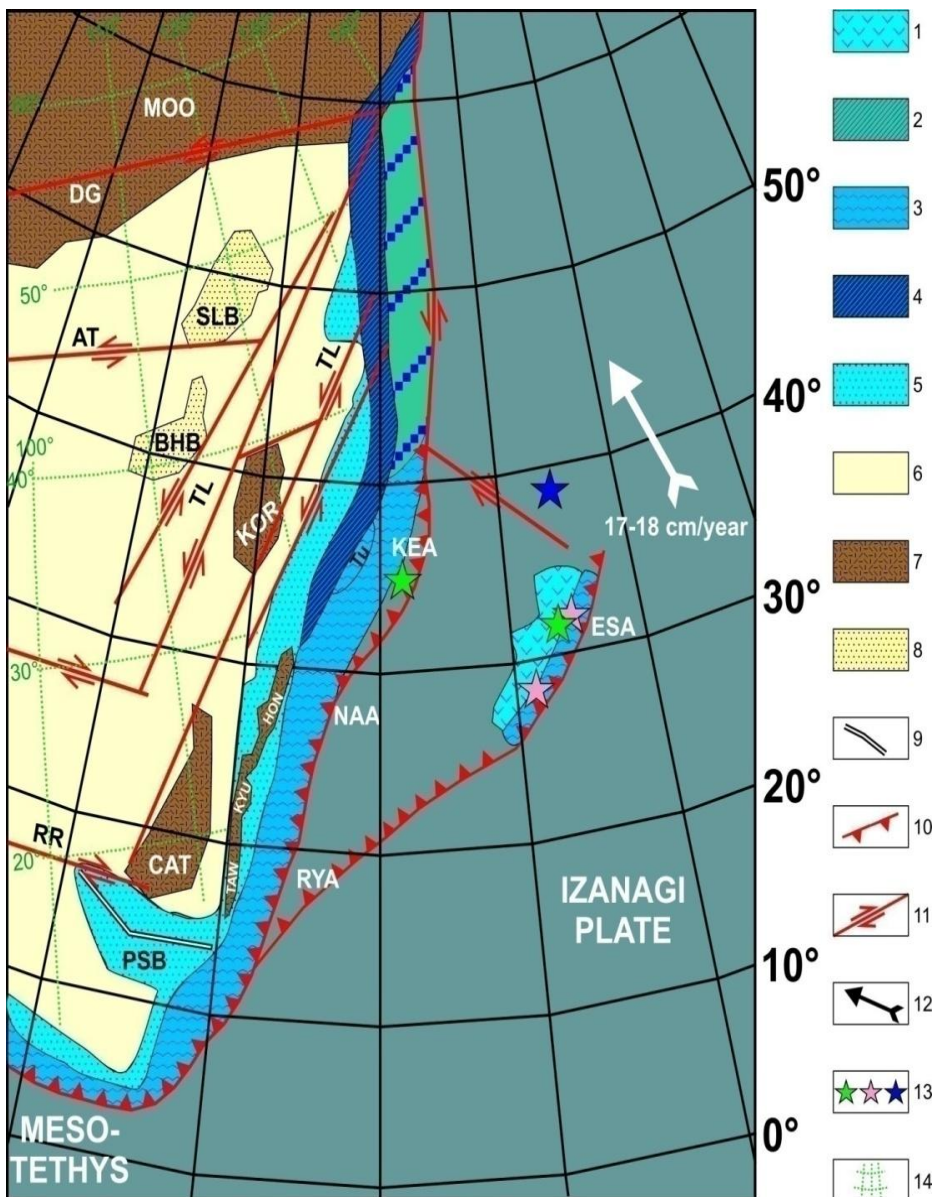 MOO
DG
50°
SLB
AT
TL
BHB
100°
40°
TL
KOR
Tu
KEA
17-18 cm/year
ESA
30°
HON
NAA
KYU
RR
20°
CAT
TAW
RYA
PSB
IZANAGI
PLATE
MESO-
TETHYS
50°
40°
30°
20°
10°
0°
1
2
3
4
5
6
7
8
9
10
11
12
13
14